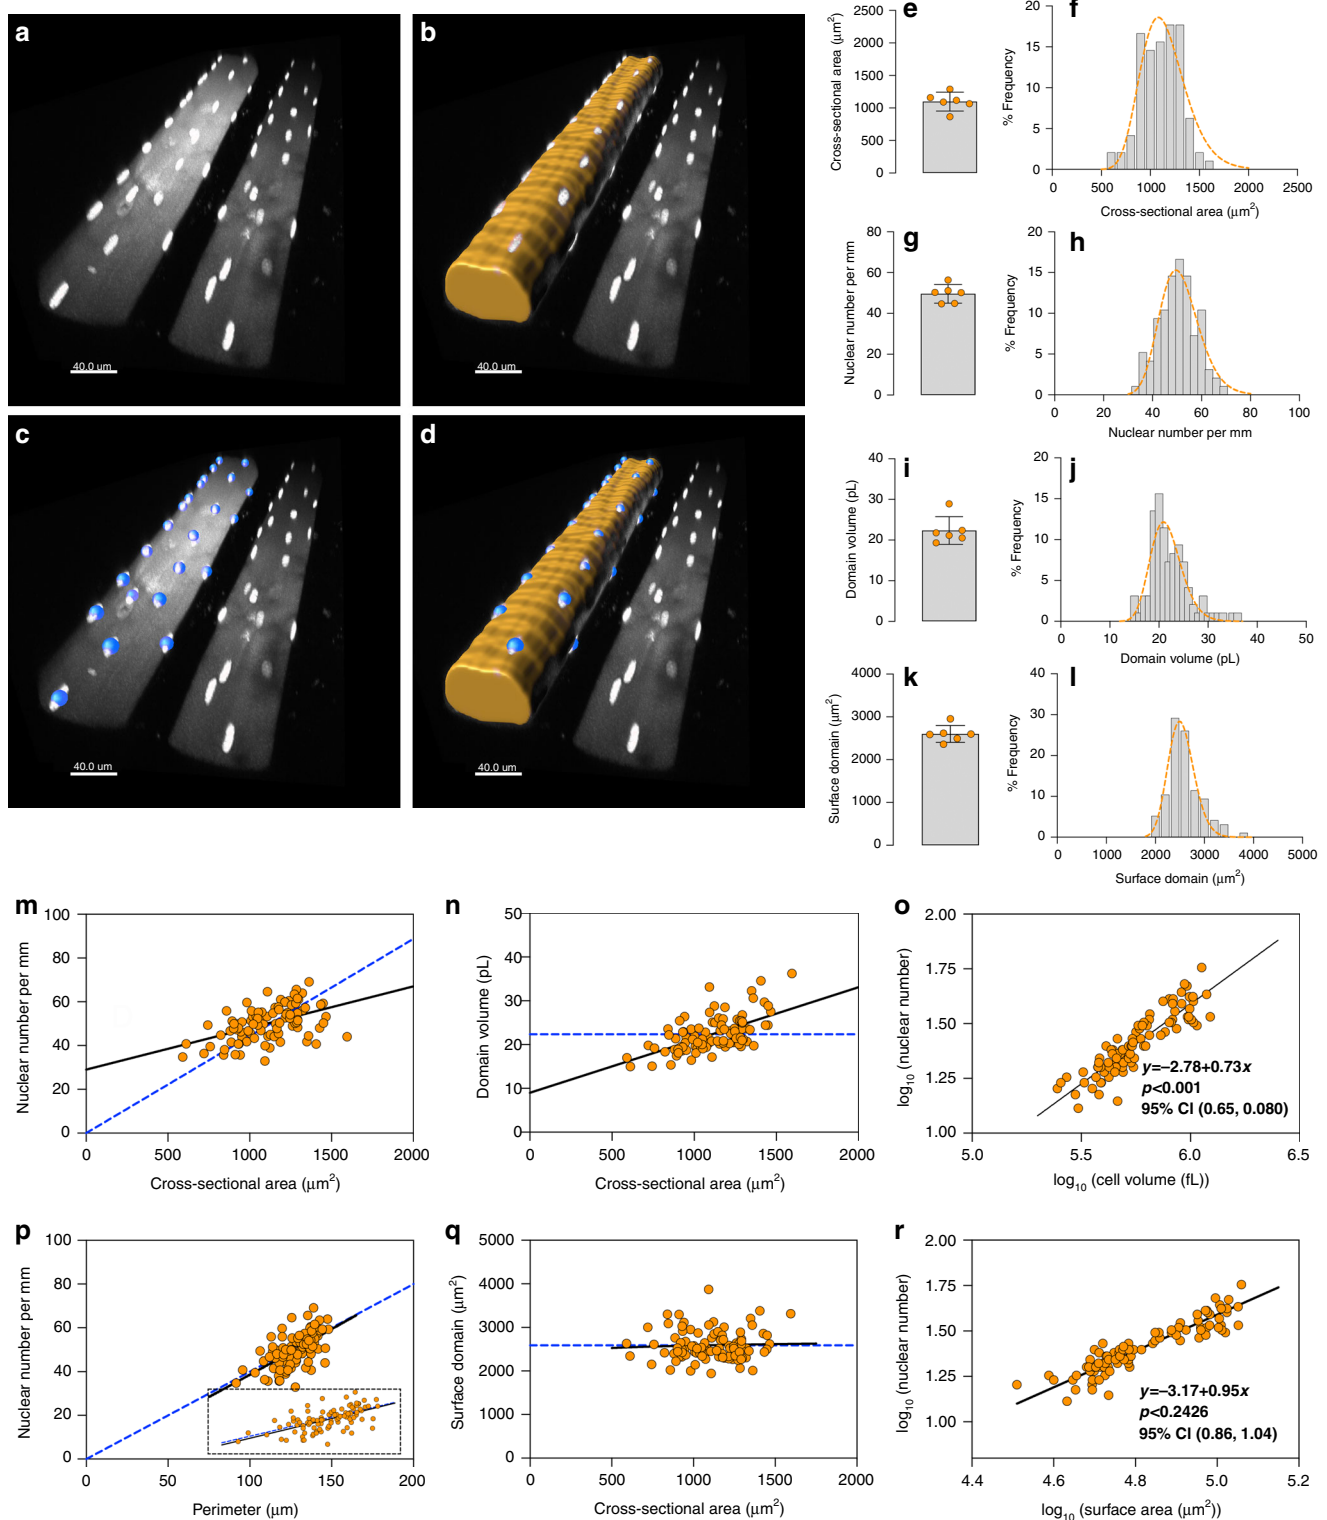 a
40.0 um
b
40.0 um
c
40.0 um
d
40.0 um
e
Cross-sectional area (μm²)
2500
2000
1500
1000
500
0
f
% Frequency
20
15
10
5
0
0 500 1000 1500 2000 2500
Cross-sectional area (μm²)
g
Nuclear number per mm
80
60
40
20
0
h
% Frequency
20
15
10
5
0
0 20 40 60 80 100
Nuclear number per mm
i
Domain volume (pL)
40
30
20
10
0
j
% Frequency
20
15
10
5
0
0 10 20 30 40 50
Domain volume (pL)
k
Surface domain (μm²)
4000
3000
2000
1000
0
l
% Frequency
40
30
20
10
0
0 1000 2000 3000 4000 5000
Surface domain (μm²)
m
Nuclear number per mm
100
80
60
40
20
0
0 500 1000 1500 2000
Cross-sectional area (μm²)
n
Domain volume (pL)
50
40
30
20
10
0
0 500 1000 1500 2000
Cross-sectional area (μm²)
o
log₁₀ (nuclear number)
2.00
1.75
1.50
1.25
1.00
y=–2.78+0.73x
p<0.001
95% CI (0.65, 0.080)
5.0 5.5 6.0 6.5
log₁₀ (cell volume (fL))
p
Nuclear number per mm
100
80
60
40
20
0
0 50 100 150 200
Perimeter (μm)
q
Surface domain (μm²)
5000
4000
3000
2000
1000
0
0 500 1000 1500 2000
Cross-sectional area (μm²)
r
log₁₀ (nuclear number)
2.00
1.75
1.50
1.25
1.00
y=–3.17+0.95x
p<0.2426
95% CI (0.86, 1.04)
4.4 4.6 4.8 5.0 5.2
log₁₀ (surface area (μm²))